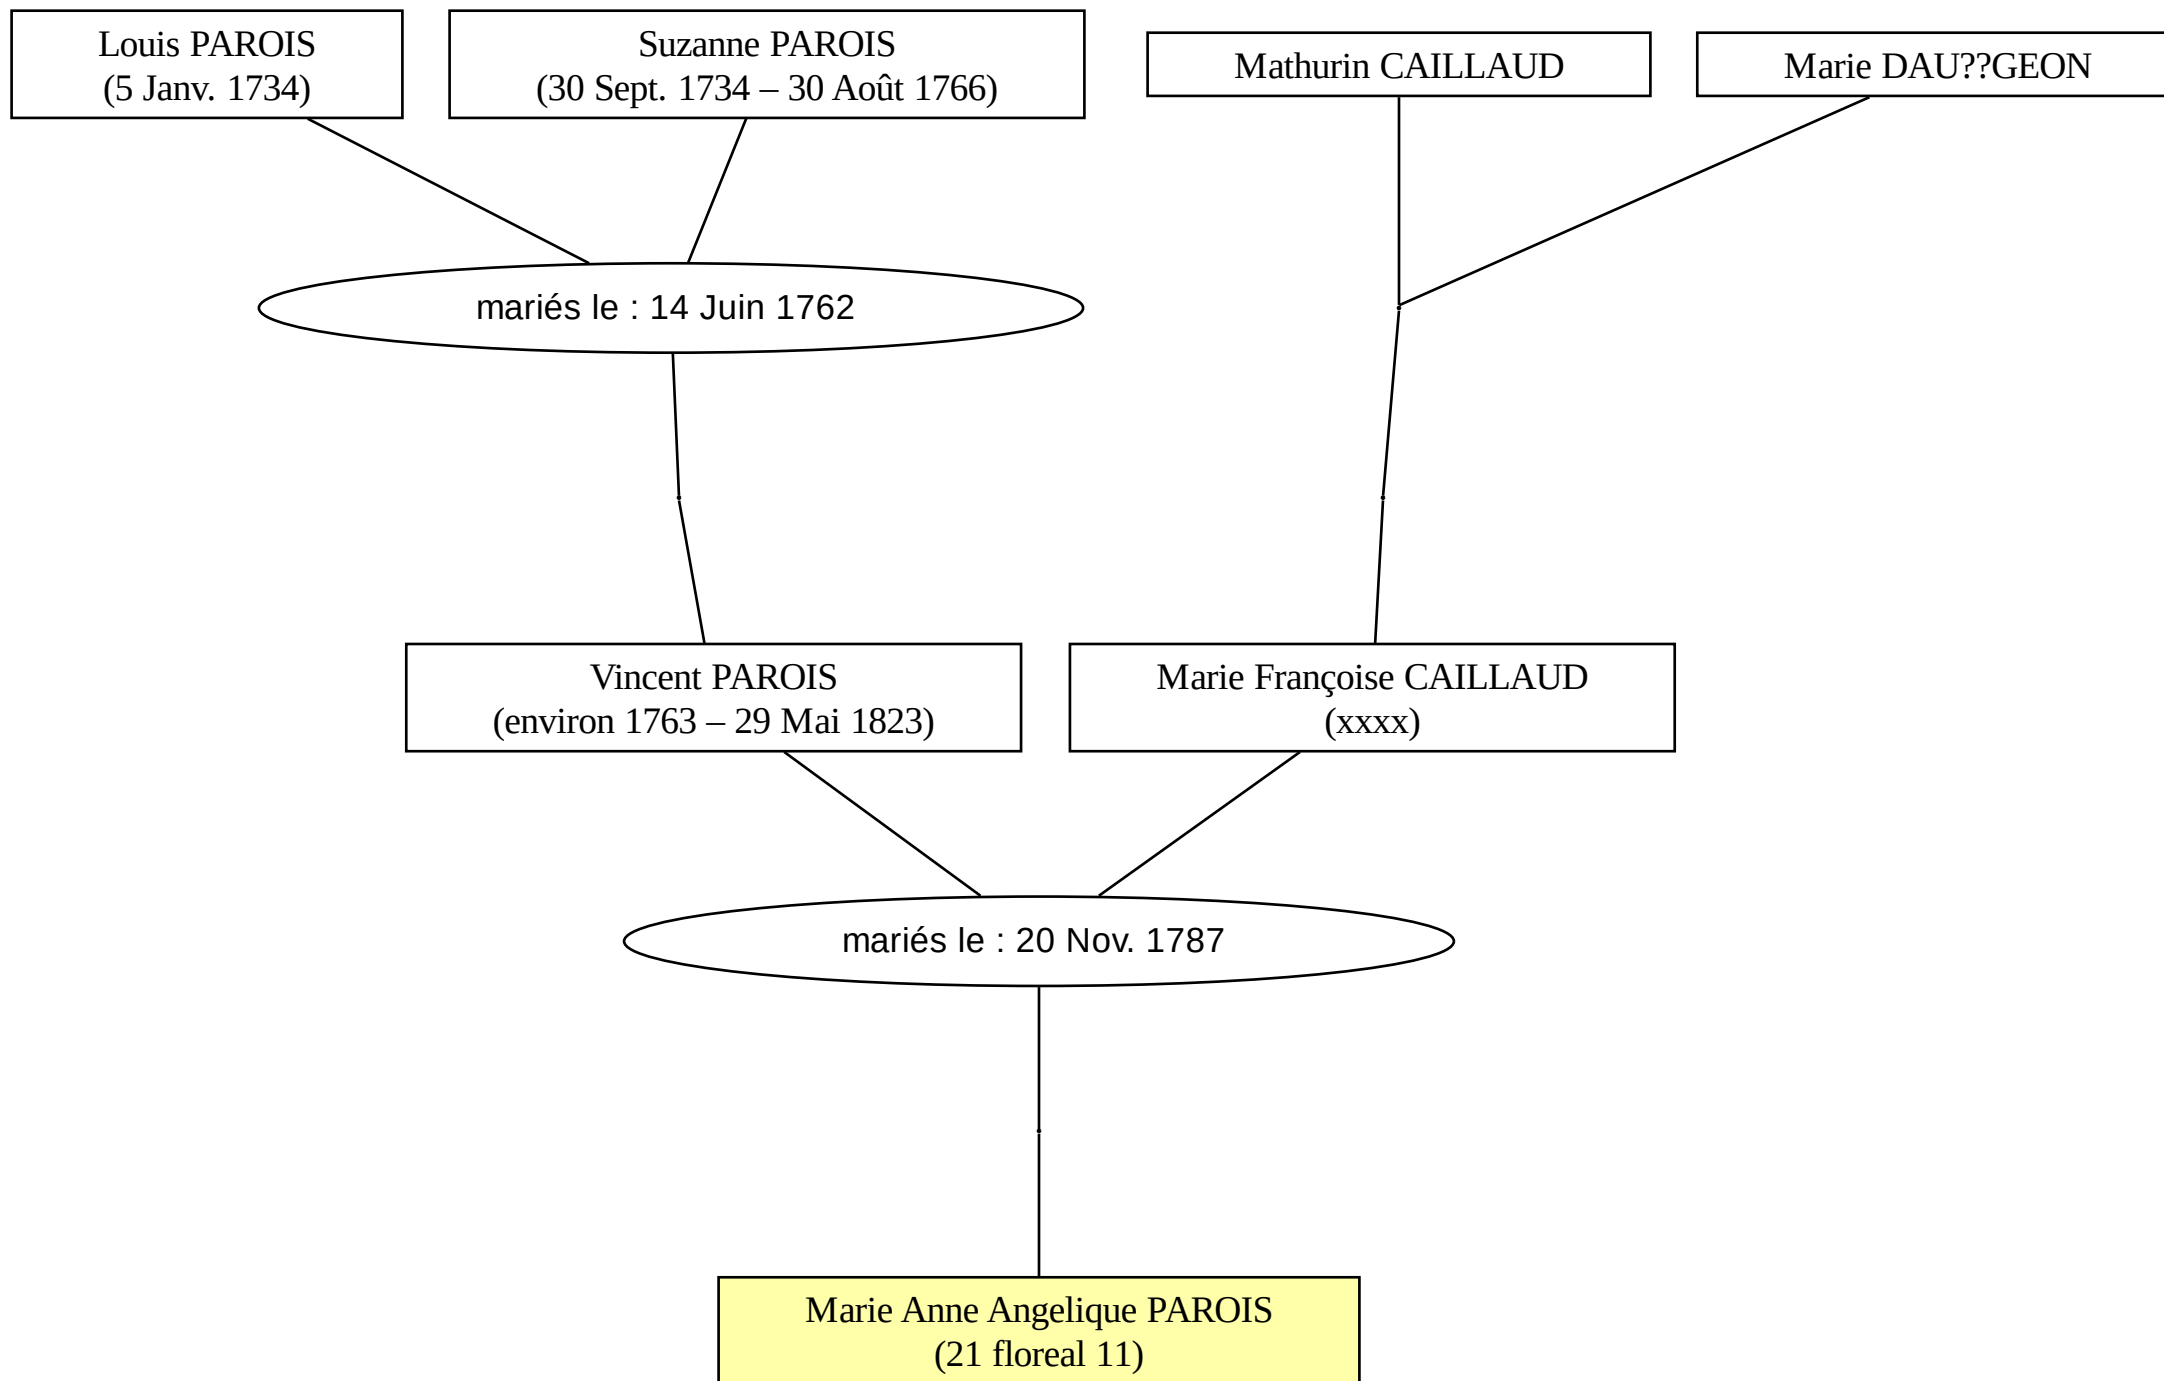 Louis PAROIS
(5 Janv. 1734)
Suzanne PAROIS
(30 Sept. 1734 – 30 Août 1766)
Mathurin CAILLAUD
Marie DAU??GEON
mariés le : 14 Juin 1762
Vincent PAROIS
(environ 1763 – 29 Mai 1823)
Marie Françoise CAILLAUD
(xxxx)
mariés le : 20 Nov. 1787
Marie Anne Angelique PAROIS
(21 floreal 11)